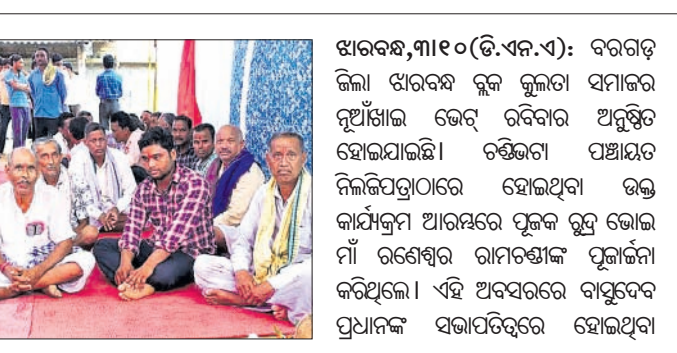 ଝାରବନ୍ଧ,୩।୧୦(ଡି.ଏନ.ଏ): ବରଗଡ଼
ଜିଲା ଝାରବନ୍ଧ ବ୍ଲକ କୁଲତା ସମାଜର
ନୂଆଁଖାଇ ଭେଟ୍ ରବିବାର ଅନୁଷ୍ଠିତ
ହୋଇଯାଇଛି। ଚଣ୍ଡିଭଟା ପଞ୍ଚାୟତ
ନିଲଜିପତ୍ରାଠାରେ ହୋଇଥିବା ଉକ୍ତ
କାର୍ଯ୍ୟକ୍ରମ ଆରମ୍ଭରେ ପୂଜକ ରୁଦ୍ର ଭୋଇ
ମାଁ ରଣେଶ୍ୱର ରାମଚଣ୍ଡୀଙ୍କ ପୂଜାର୍ଚ୍ଚନା
କରିଥିଲେ। ଏହି ଅବସରରେ ବାସୁଦେବ
ପ୍ରଧାନଙ୍କ ସଭାପତିତ୍ୱରେ ହୋଇଥିବା